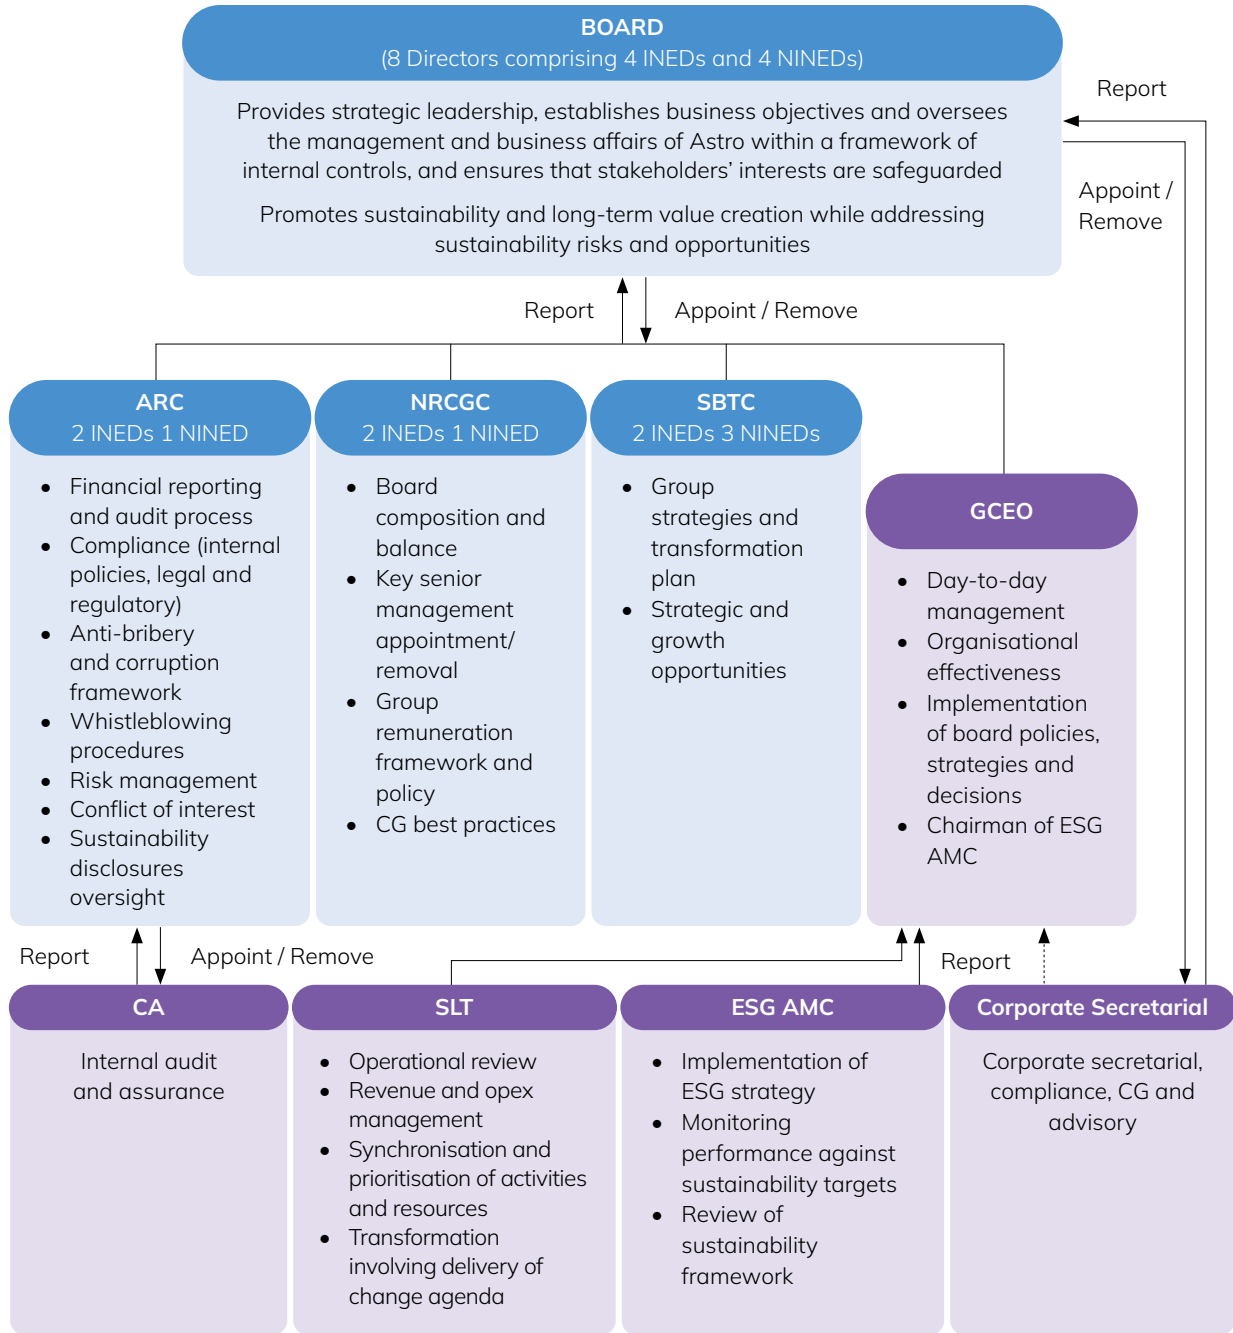 BOARD
(8 Directors comprising 4 INEDs and 4 NINEDs)
Provides strategic leadership, establishes business objectives and oversees
the management and business affairs of Astro within a framework of
internal controls, and ensures that stakeholders’ interests are safeguarded
Promotes sustainability and long-term value creation while addressing
sustainability risks and opportunities
Report
Appoint /
Remove
Report
Appoint / Remove
ARC
2 INEDs 1 NINED
• Financial reporting
and audit process
• Compliance (internal
policies, legal and
regulatory)
• Anti-bribery
and corruption
framework
• Whistleblowing
procedures
• Risk management
• Conflict of interest
• Sustainability
disclosures
oversight
NRCGC
2 INEDs 1 NINED
• Board
composition and
balance
• Key senior
management
appointment/
removal
• Group
remuneration
framework and
policy
• CG best practices
SBTC
2 INEDs 3 NINEDs
• Group
strategies and
transformation
plan
• Strategic and
growth
opportunities
GCEO
• Day-to-day
management
• Organisational
effectiveness
• Implementation
of board policies,
strategies and
decisions
• Chairman of ESG
AMC
Report
Appoint / Remove
Report
CA
Internal audit
and assurance
SLT
• Operational review
• Revenue and opex
management
• Synchronisation and
prioritisation of activities
and resources
• Transformation
involving delivery of
change agenda
ESG AMC
• Implementation of
ESG strategy
• Monitoring
performance against
sustainability targets
• Review of
sustainability
framework
Corporate Secretarial
Corporate secretarial,
compliance, CG and
advisory